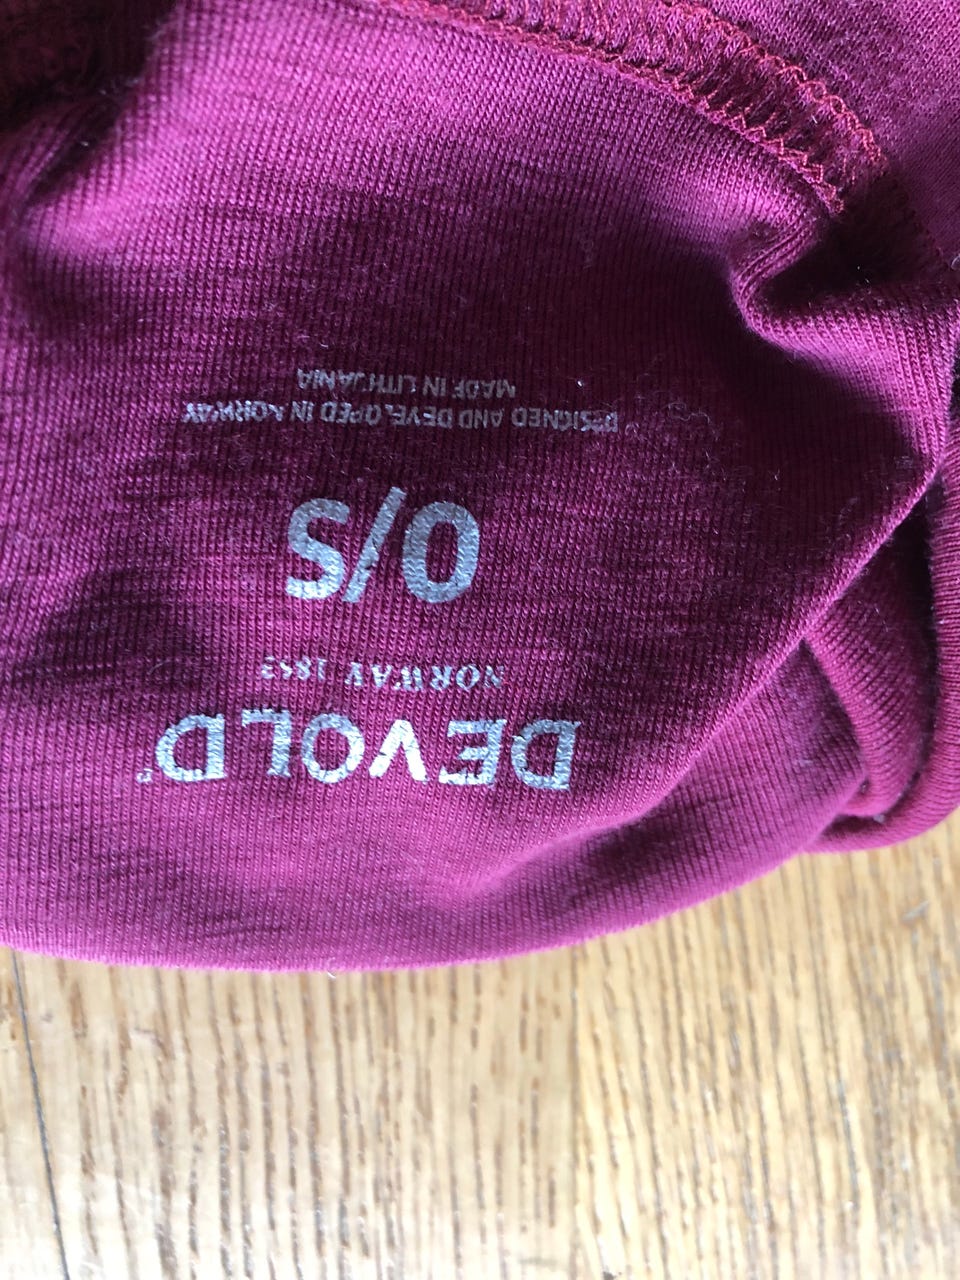 DEVOLD®
NORWAY 1853
O/S
DESIGNED AND DEVELOPED IN NORWAY
MADE IN LITHUANIA